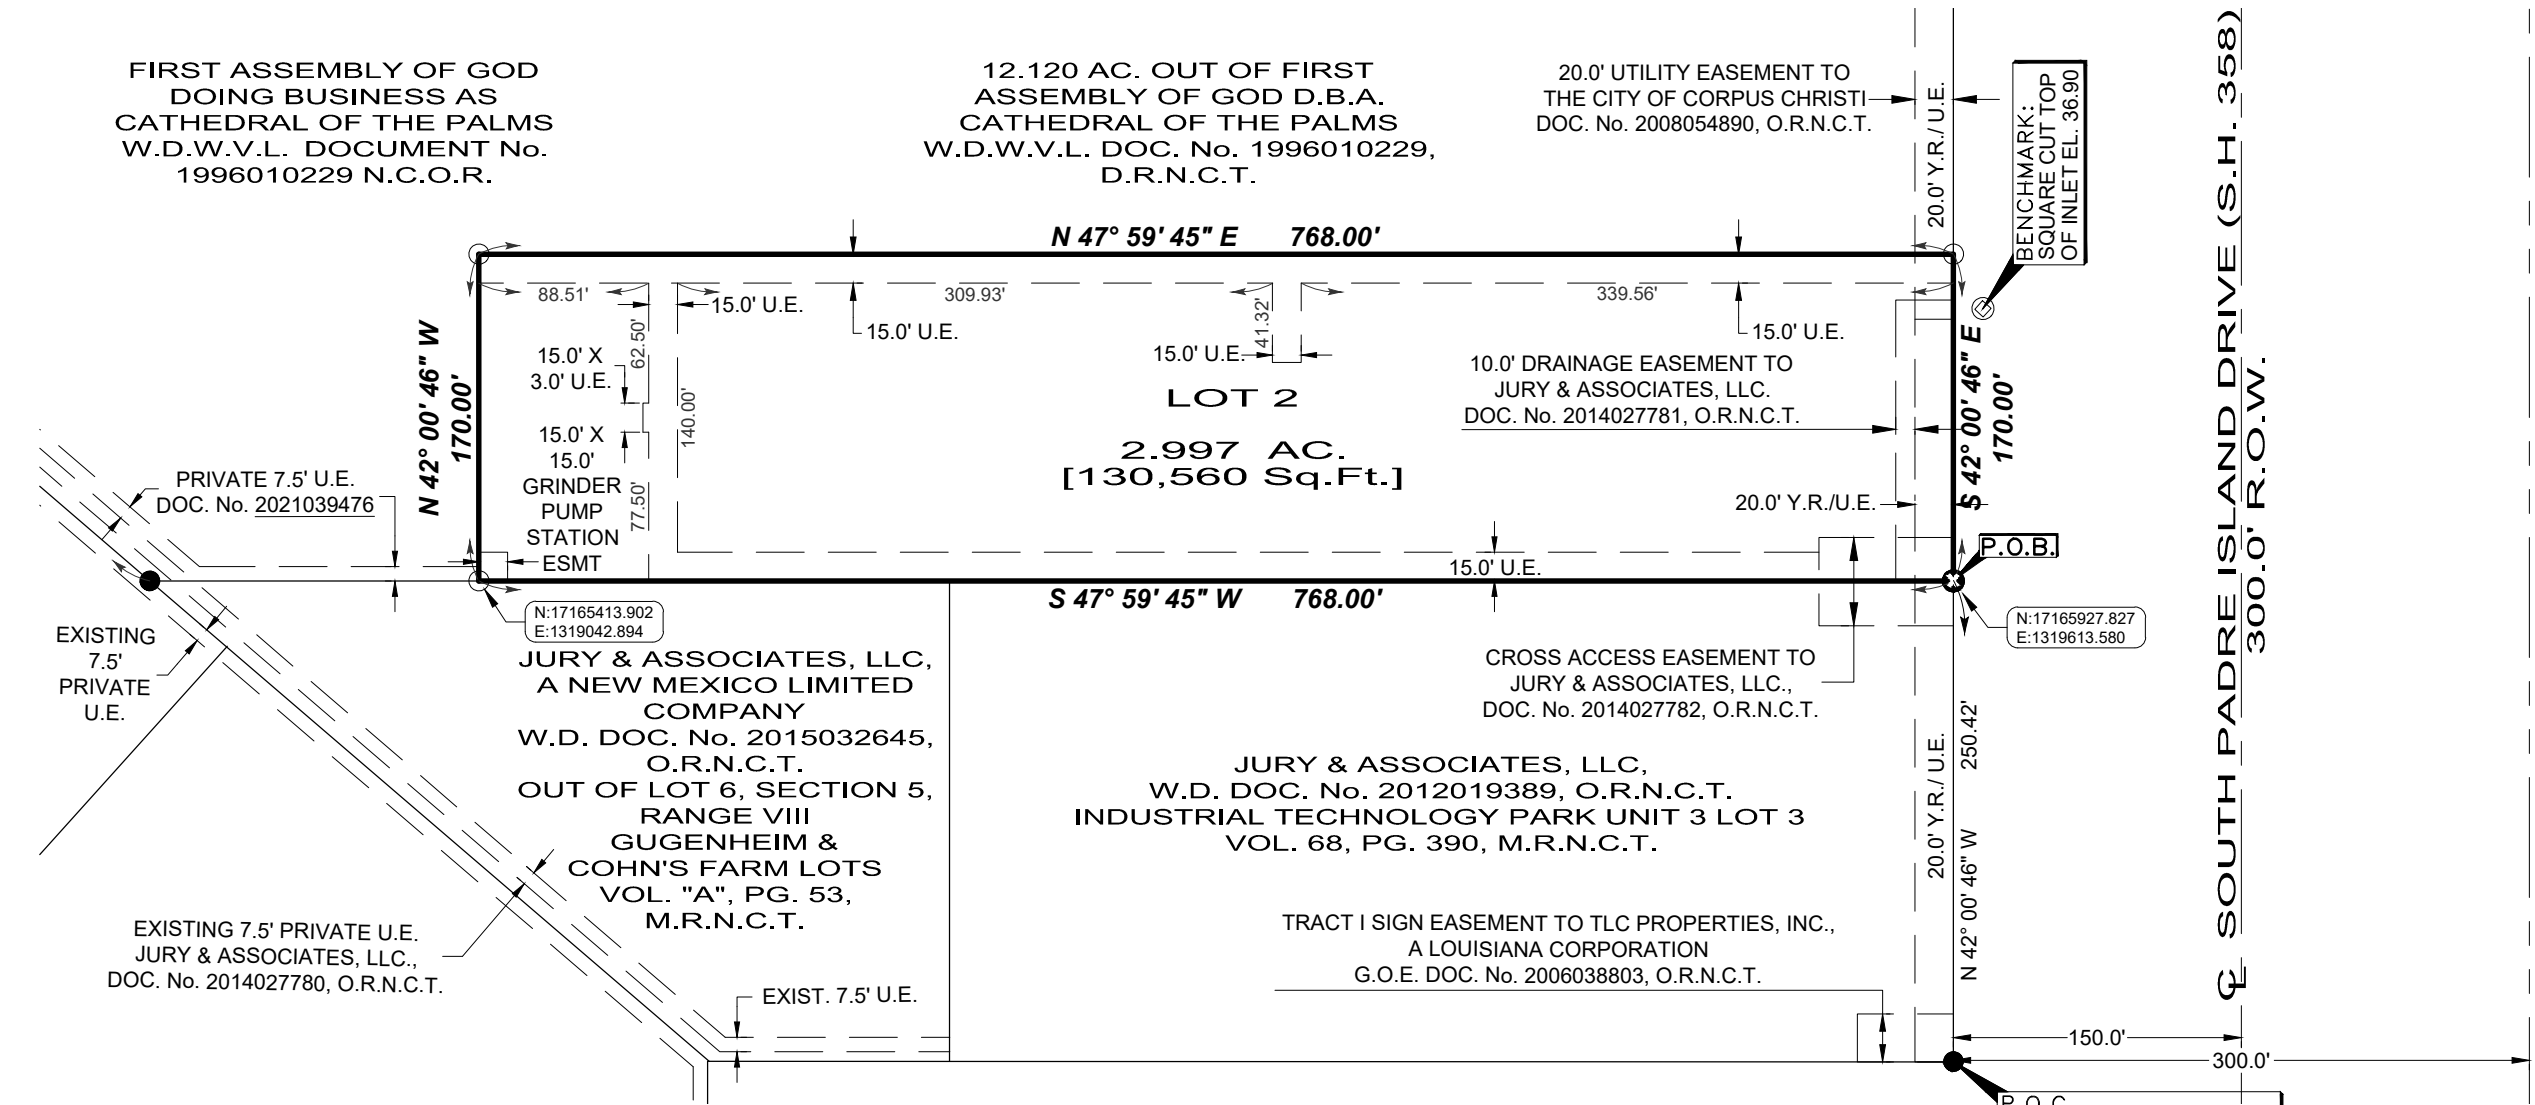 FIRST ASSEMBLY OF GOD
DOING BUSINESS AS
CATHEDRAL OF THE PALMS
W.D.W.V.L. DOCUMENT No.
1996010229 N.C.O.R.
12.120 AC. OUT OF FIRST
ASSEMBLY OF GOD D.B.A.
CATHEDRAL OF THE PALMS
W.D.W.V.L. DOC. No. 1996010229,
D.R.N.C.T.
20.0' UTILITY EASEMENT TO
THE CITY OF CORPUS CHRISTI
DOC. No. 2008054890, O.R.N.C.T.
20.0' Y.R./ U.E.
BENCHMARK:
SQUARE CUT TOP
OF INLET EL. 36.90
SOUTH PADRE ISLAND DRIVE (S.H. 358)
300.0' R.O.W.
N 47° 59' 45" E 768.00'
88.51'
15.0' U.E.
309.93'
15.0' U.E.
339.56'
15.0' U.E.
62.50'
41.32'
15.0' U.E.
15.0' X
3.0' U.E.
140.00'
N 42° 00' 46" W
170.00'
LOT 2
2.997 AC.
[130,560 Sq.Ft.]
10.0' DRAINAGE EASEMENT TO
JURY & ASSOCIATES, LLC.
DOC. No. 2014027781, O.R.N.C.T.
S 42° 00' 46" E
170.00'
15.0' X
15.0'
GRINDER
PUMP
STATION
ESMT
77.50'
20.0' Y.R./U.E.
PRIVATE 7.5' U.E.
DOC. No. 2021039476
15.0' U.E.
P.O.B.
S 47° 59' 45" W 768.00'
N:17165413.902
E:1319042.894
N:17165927.827
E:1319613.580
EXISTING
7.5'
PRIVATE
U.E.
JURY & ASSOCIATES, LLC,
A NEW MEXICO LIMITED
COMPANY
W.D. DOC. No. 2015032645,
O.R.N.C.T.
OUT OF LOT 6, SECTION 5,
RANGE VIII
GUGENHEIM &
COHN'S FARM LOTS
VOL. "A", PG. 53,
M.R.N.C.T.
CROSS ACCESS EASEMENT TO
JURY & ASSOCIATES, LLC.,
DOC. No. 2014027782, O.R.N.C.T.
JURY & ASSOCIATES, LLC,
W.D. DOC. No. 2012019389, O.R.N.C.T.
INDUSTRIAL TECHNOLOGY PARK UNIT 3 LOT 3
VOL. 68, PG. 390, M.R.N.C.T.
20.0' Y.R./ U.E.
N 42° 00' 46" W 250.42'
EXISTING 7.5' PRIVATE U.E.
JURY & ASSOCIATES, LLC.,
DOC. No. 2014027780, O.R.N.C.T.
TRACT I SIGN EASEMENT TO TLC PROPERTIES, INC.,
A LOUISIANA CORPORATION
G.O.E. DOC. No. 2006038803, O.R.N.C.T.
EXIST. 7.5' U.E.
150.0'
300.0'
P.O.C.